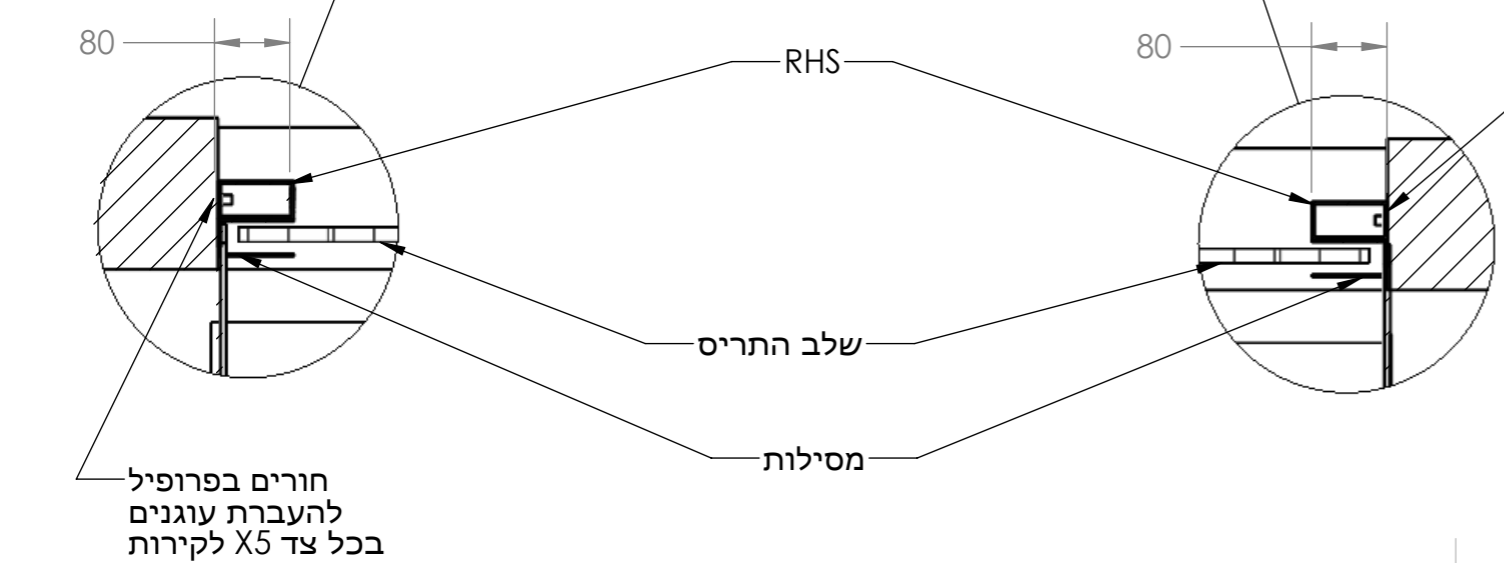 80
80
RHS
שלב התריס
מסילות
חורים בפרופיל
להעברת עוגנים
לקירות X5 בכל צד